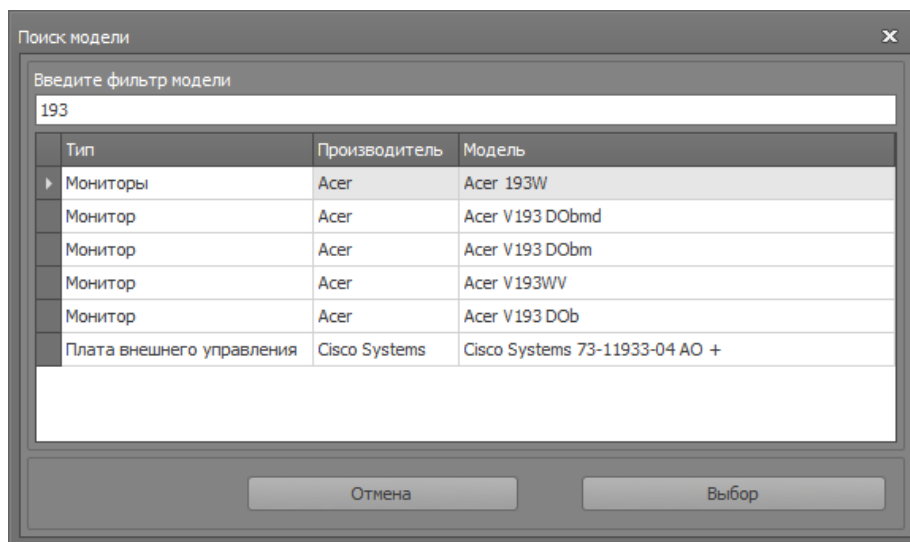 Поиск модели
Введите фильтр модели
193
Тип Производитель Модель
Мониторы Acer Acer 193W
Монитор Acer Acer V193 DObmd
Монитор Acer Acer V193 DObm
Монитор Acer Acer V193WV
Монитор Acer Acer V193 DOb
Плата внешнего управления Cisco Systems Cisco Systems 73-11933-04 AO +
Отмена Выбор